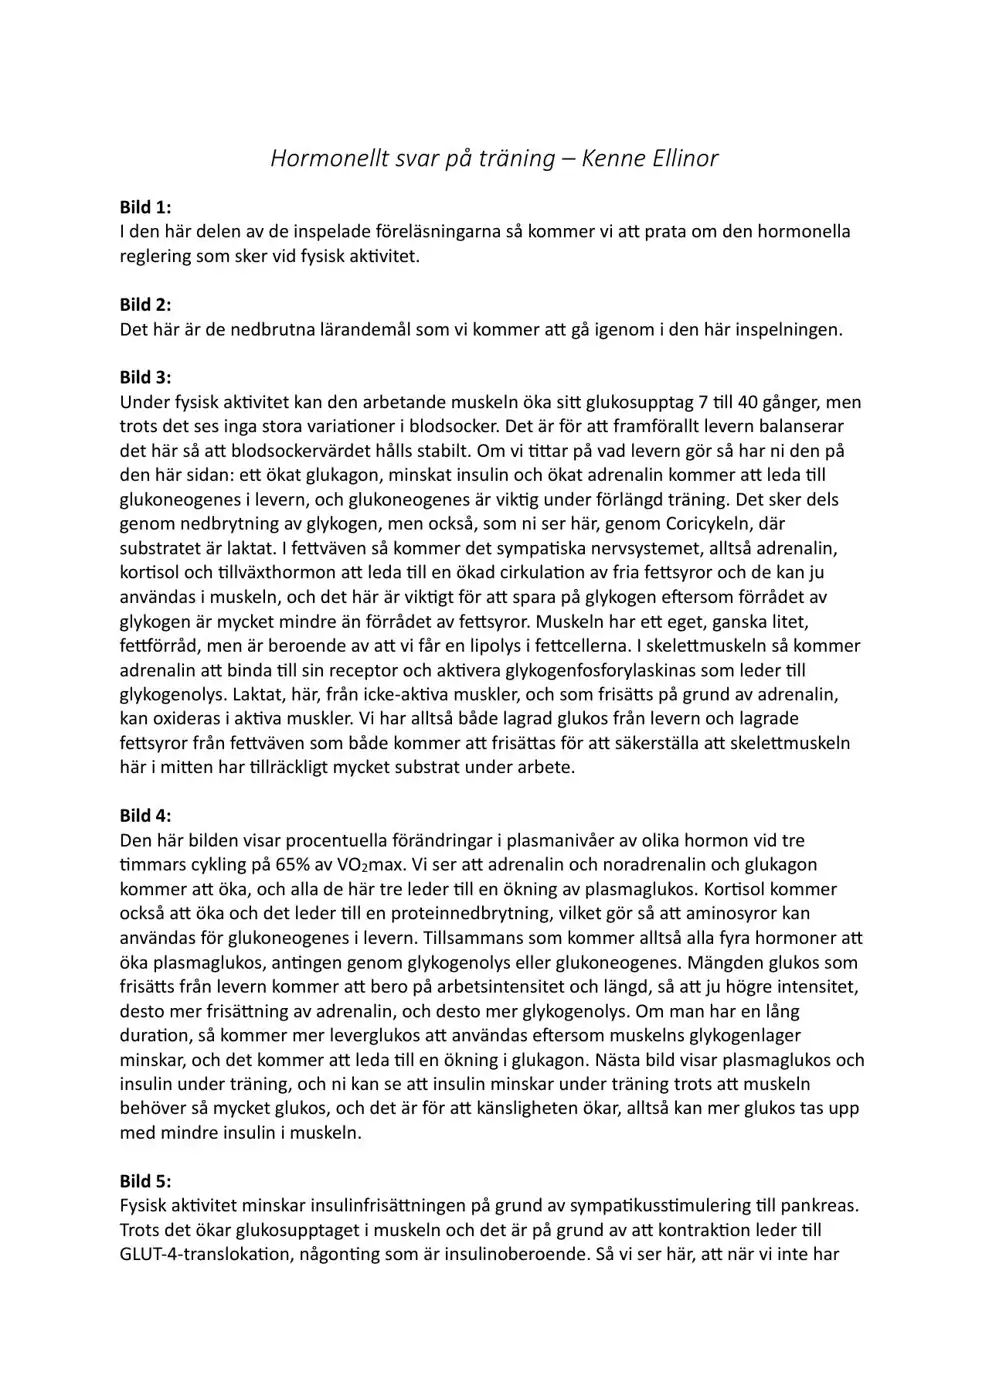 Hormonellt svar på träning – Kenne Ellinor
Bild 1:
I den här delen av de inspelade föreläsningarna så kommer vi att prata om den hormonella
reglering som sker vid fysisk aktivitet.
Bild 2:
Det här är de nedbrutna lärandemål som vi kommer att gå igenom i den här inspelningen.
Bild 3:
Under fysisk aktivitet kan den arbetande muskeln öka sitt glukosupptag 7 till 40 gånger, men
trots det ses inga stora variationer i blodsocker. Det är för att framförallt levern balanserar
det här så att blodsockervärdet hålls stabilt. Om vi tittar på vad levern gör så har ni den på
den här sidan: ett ökat glukagon, minskat insulin och ökat adrenalin kommer att leda till
glukoneogenes i levern, och glukoneogenes är viktig under förlängd träning. Det sker dels
genom nedbrytning av glykogen, men också, som ni ser här, genom Coricykeln, där
substratet är laktat. I fettväven så kommer det sympatiska nervsystemet, alltså adrenalin,
kortisol och tillväxthormon att leda till en ökad cirkulation av fria fettsyror och de kan ju
användas i muskeln, och det här är viktigt för att spara på glykogen eftersom förrådet av
glykogen är mycket mindre än förrådet av fettsyror. Muskeln har ett eget, ganska litet,
fettförråd, men är beroende av att vi får en lipolys i fettcellerna. I skelettmuskeln så kommer
adrenalin att binda till sin receptor och aktivera glykogenfosforylaskinas som leder till
glykogenolys. Laktat, här, från icke-aktiva muskler, och som frisätts på grund av adrenalin,
kan oxideras i aktiva muskler. Vi har alltså både lagrad glukos från levern och lagrade
fettsyror från fettväven som både kommer att frisättas för att säkerställa att skelettmuskeln
här i mitten har tillräckligt mycket substrat under arbete.
Bild 4:
Den här bilden visar procentuella förändringar i plasmanivåer av olika hormon vid tre
timmars cykling på 65% av VO₂max. Vi ser att adrenalin och noradrenalin och glukagon
kommer att öka, och alla de här tre leder till en ökning av plasmaglukos. Kortisol kommer
också att öka och det leder till en proteinnedbrytning, vilket gör så att aminosyror kan
användas för glukoneogenes i levern. Tillsammans som kommer alltså alla fyra hormoner att
öka plasmaglukos, antingen genom glykogenolys eller glukoneogenes. Mängden glukos som
frisätts från levern kommer att bero på arbetsintensitet och längd, så att ju högre intensitet,
desto mer frisättning av adrenalin, och desto mer glykogenolys. Om man har en lång
duration, så kommer mer leverglukos att användas eftersom muskelns glykogenlager
minskar, och det kommer att leda till en ökning i glukagon. Nästa bild visar plasmaglukos och
insulin under träning, och ni kan se att insulin minskar under träning trots att muskeln
behöver så mycket glukos, och det är för att känsligheten ökar, alltså kan mer glukos tas upp
med mindre insulin i muskeln.
Bild 5:
Fysisk aktivitet minskar insulinfrisättningen på grund av sympatikusstimulering till pankreas.
Trots det ökar glukosupptaget i muskeln och det är på grund av att kontraktion leder till
GLUT-4-translokation, någonting som är insulinoberoende. Så vi ser här, att när vi inte har